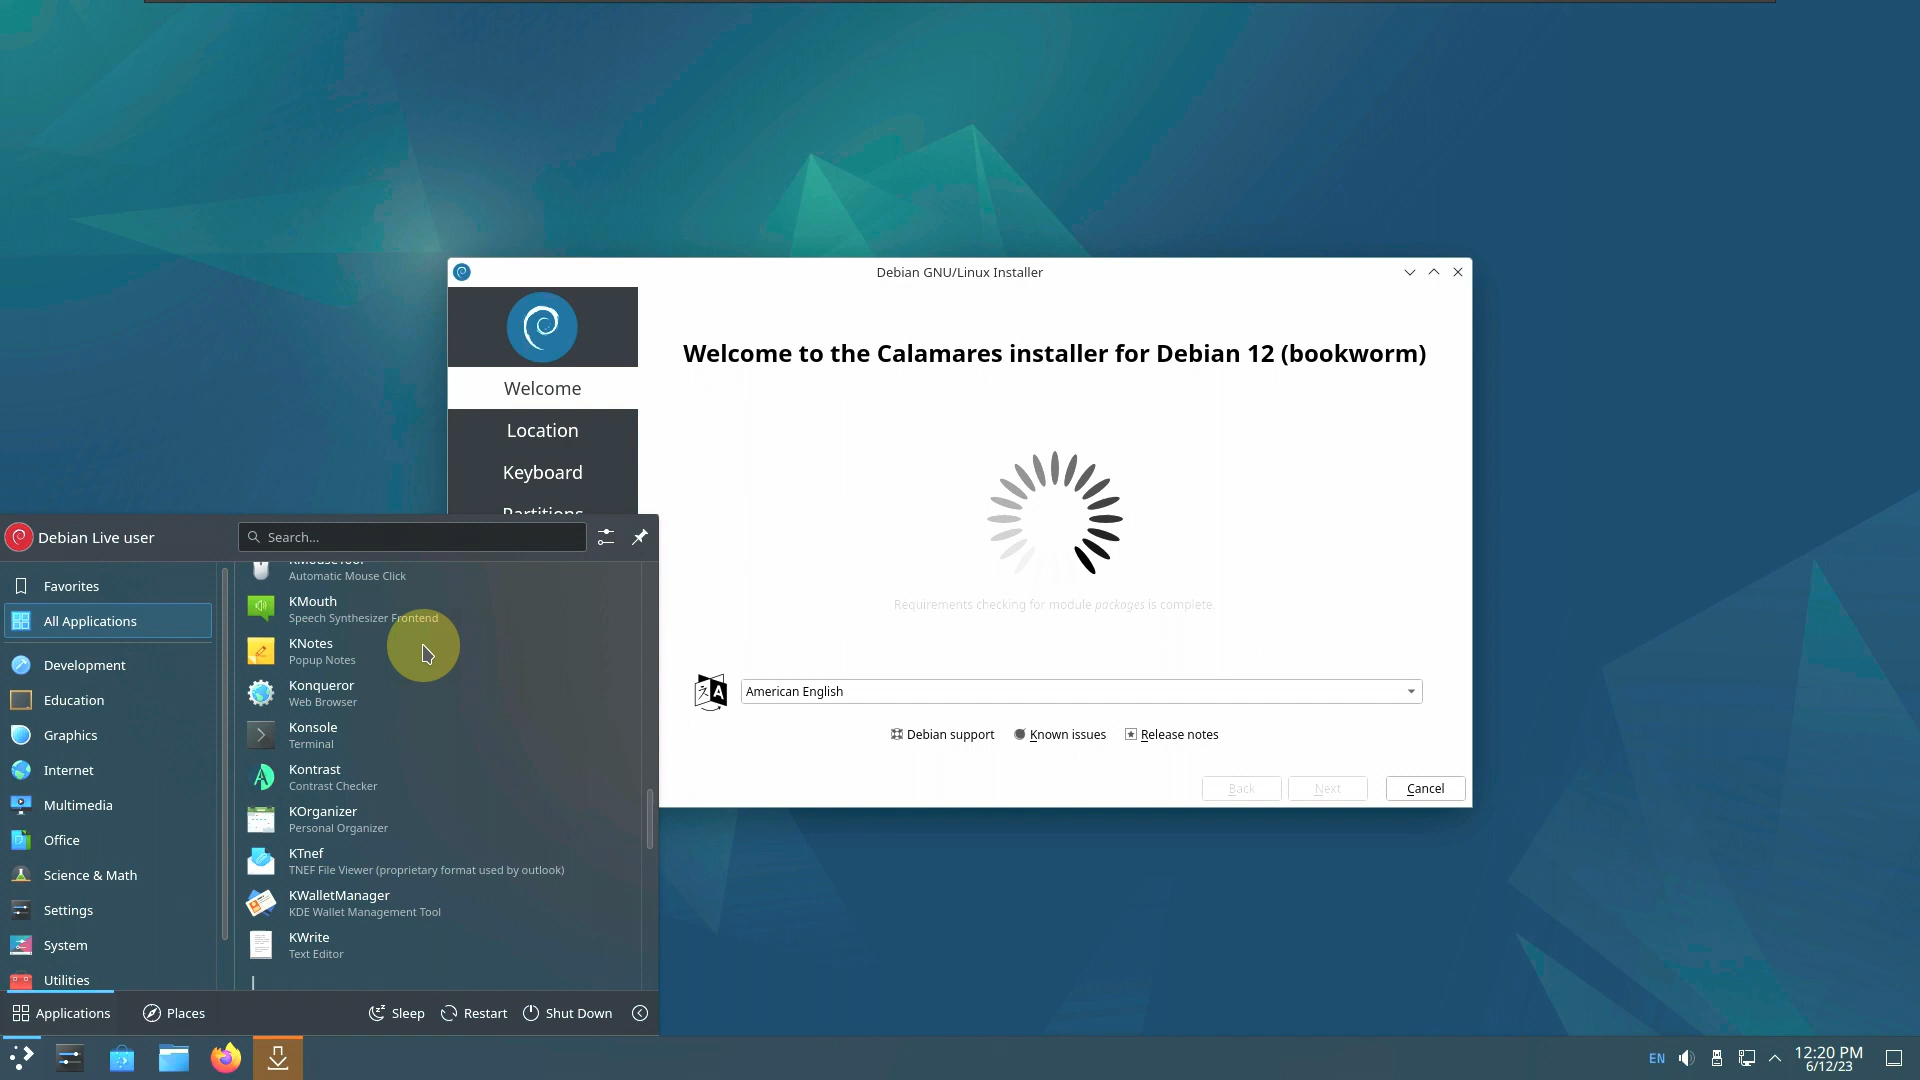 Debian GNU/Linux Installer
Welcome to the Calamares installer for Debian 12 (bookworm)
Welcome
Location
Keyboard
Partitions
Requirements checking for module packages is complete.
American English
Debian support
Known issues
Release notes
Back
Next
Cancel
Debian Live user
Search...
Favorites
All Applications
Development
Education
Graphics
Internet
Multimedia
Office
Science & Math
Settings
System
Utilities
KMouseTool
Automatic Mouse Click
KMouth
Speech Synthesizer Frontend
KNotes
Popup Notes
Konqueror
Web Browser
Konsole
Terminal
Kontrast
Contrast Checker
KOrganizer
Personal Organizer
KTnef
TNEF File Viewer (proprietary format used by outlook)
KWalletManager
KDE Wallet Management Tool
KWrite
Text Editor
Applications
Places
Sleep
Restart
Shut Down
EN
12:20 PM
6/12/23